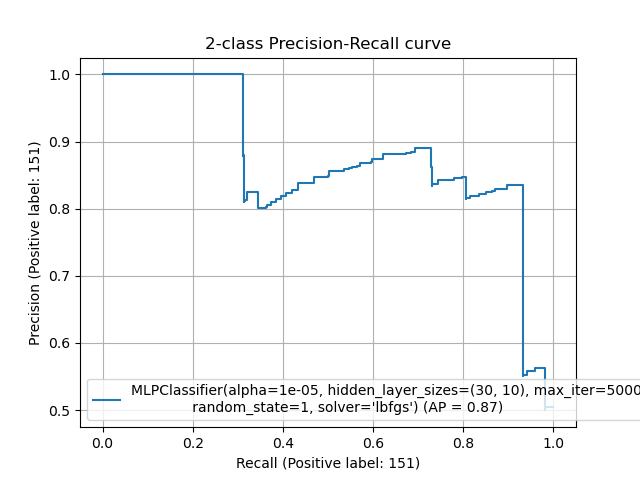 2-class Precision-Recall curve
Precision (Positive label: 151)
1.0
0.9
0.8
0.7
0.6
0.5
MLPClassifier(alpha=1e-05, hidden_layer_sizes=(30, 10), max_iter=5000
random_state=1, solver='lbfgs') (AP = 0.87)
0.0 0.2 0.4 0.6 0.8 1.0
Recall (Positive label: 151)